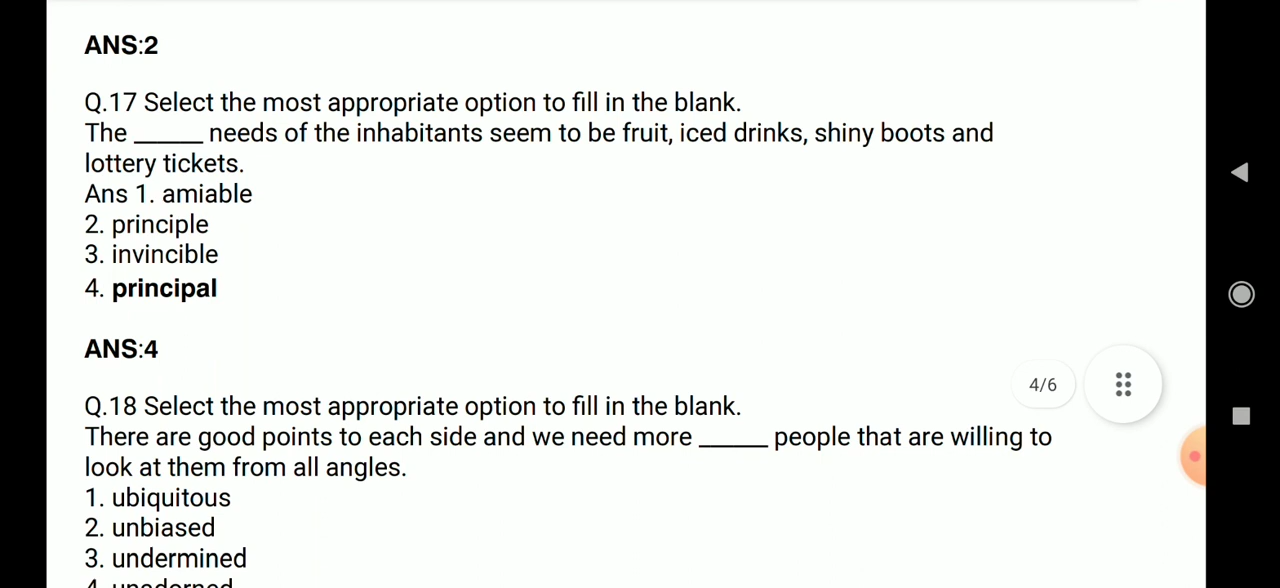 ANS:2
Q.17 Select the most appropriate option to fill in the blank.
The ______ needs of the inhabitants seem to be fruit, iced drinks, shiny boots and
lottery tickets.
Ans 1. amiable
2. principle
3. invincible
4. principal
ANS:4
4/6
Q.18 Select the most appropriate option to fill in the blank.
There are good points to each side and we need more ______ people that are willing to
look at them from all angles.
1. ubiquitous
2. unbiased
3. undermined
4. unadorned